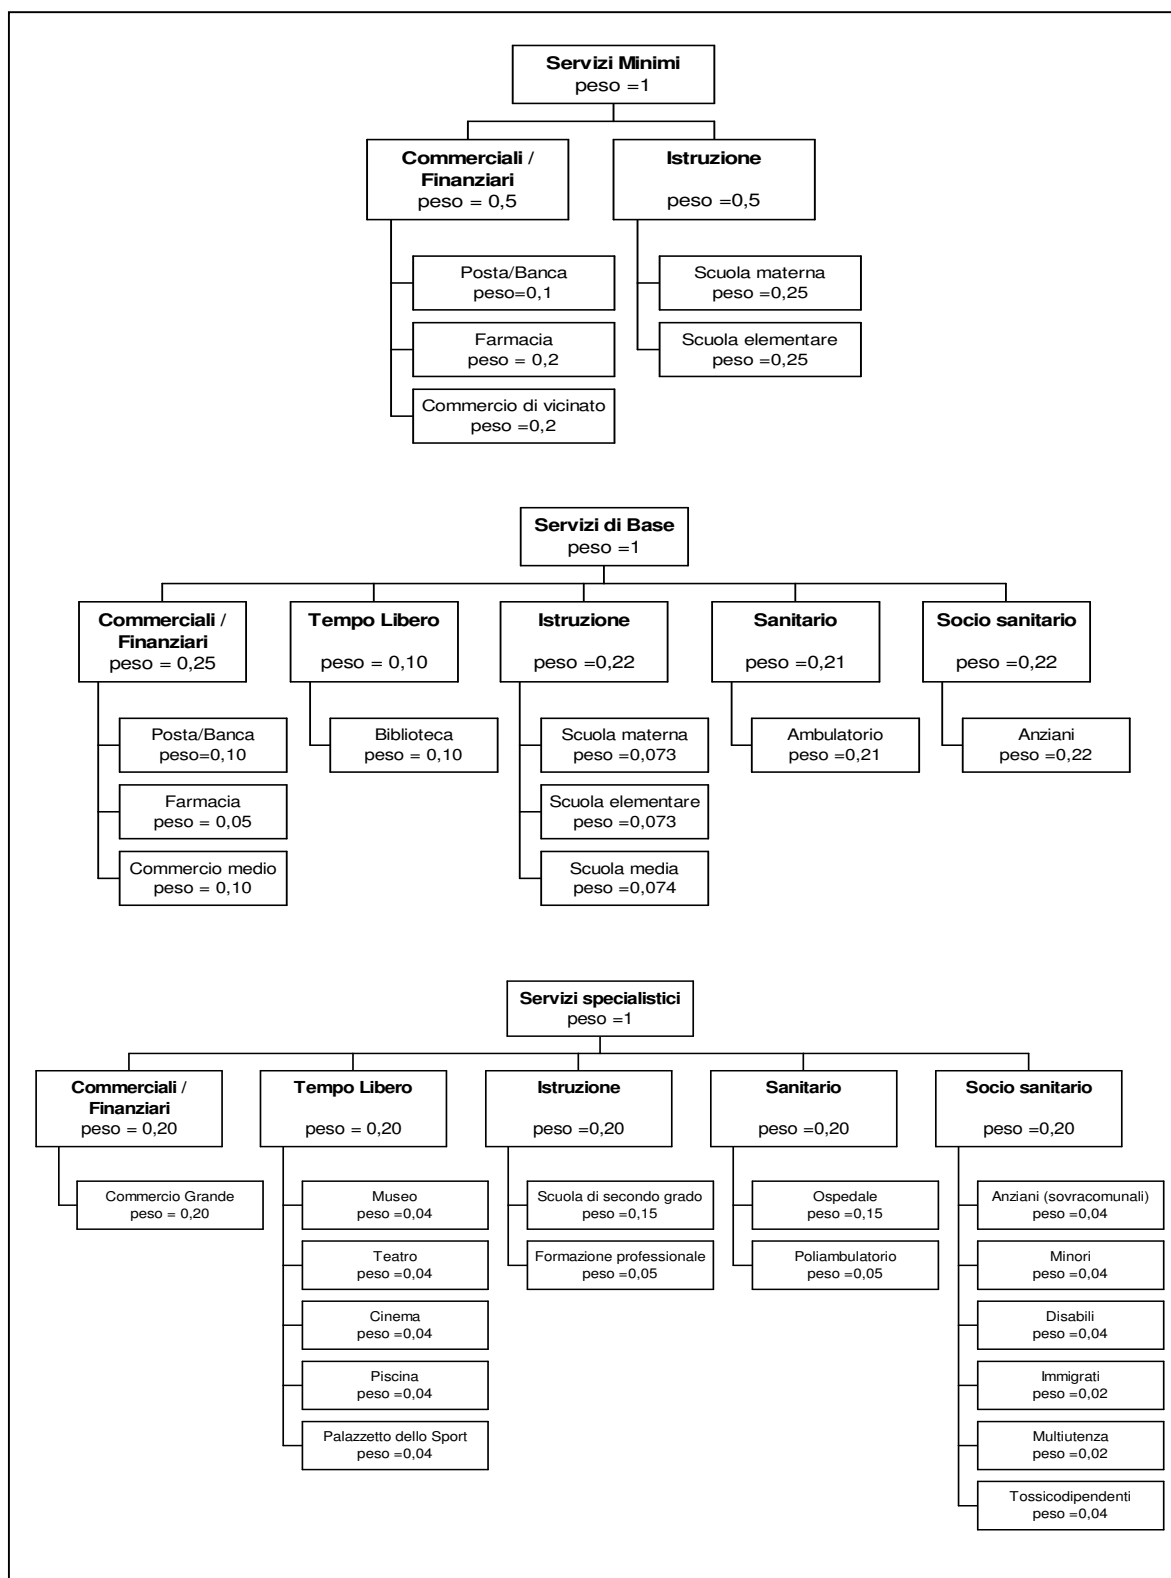 Servizi Minimi
peso =1
Commerciali /
Finanziari
peso = 0,5
Istruzione
peso =0,5
Posta/Banca
peso=0,1
Farmacia
peso = 0,2
Commercio di vicinato
peso =0,2
Scuola materna
peso =0,25
Scuola elementare
peso =0,25
Servizi di Base
peso =1
Commerciali /
Finanziari
peso = 0,25
Posta/Banca
peso=0,10
Farmacia
peso = 0,05
Commercio medio
peso = 0,10
Tempo Libero
peso = 0,10
Biblioteca
peso = 0,10
Istruzione
peso =0,22
Scuola materna
peso =0,073
Scuola elementare
peso =0,073
Scuola media
peso =0,074
Sanitario
peso =0,21
Ambulatorio
peso =0,21
Socio sanitario
peso =0,22
Anziani
peso =0,22
Servizi specialistici
peso =1
Commerciali /
Finanziari
peso = 0,20
Commercio Grande
peso = 0,20
Tempo Libero
peso = 0,20
Museo
peso =0,04
Teatro
peso =0,04
Cinema
peso =0,04
Piscina
peso =0,04
Palazzetto dello Sport
peso =0,04
Istruzione
peso =0,20
Scuola di secondo grado
peso =0,15
Formazione professionale
peso =0,05
Sanitario
peso =0,20
Ospedale
peso =0,15
Poliambulatorio
peso =0,05
Socio sanitario
peso =0,20
Anziani (sovracomunali)
peso =0,04
Minori
peso =0,04
Disabili
peso =0,04
Immigrati
peso =0,02
Multiutenza
peso =0,02
Tossicodipendenti
peso =0,04